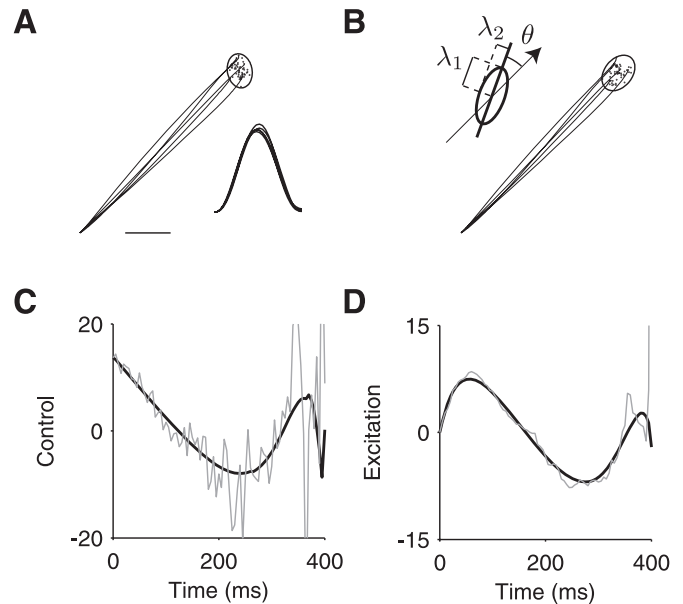 A
B
λ2
θ
λ1
C
D
20
0
-20
Control
0
200
400
Time (ms)
15
0
-15
Excitation
0
200
400
Time (ms)